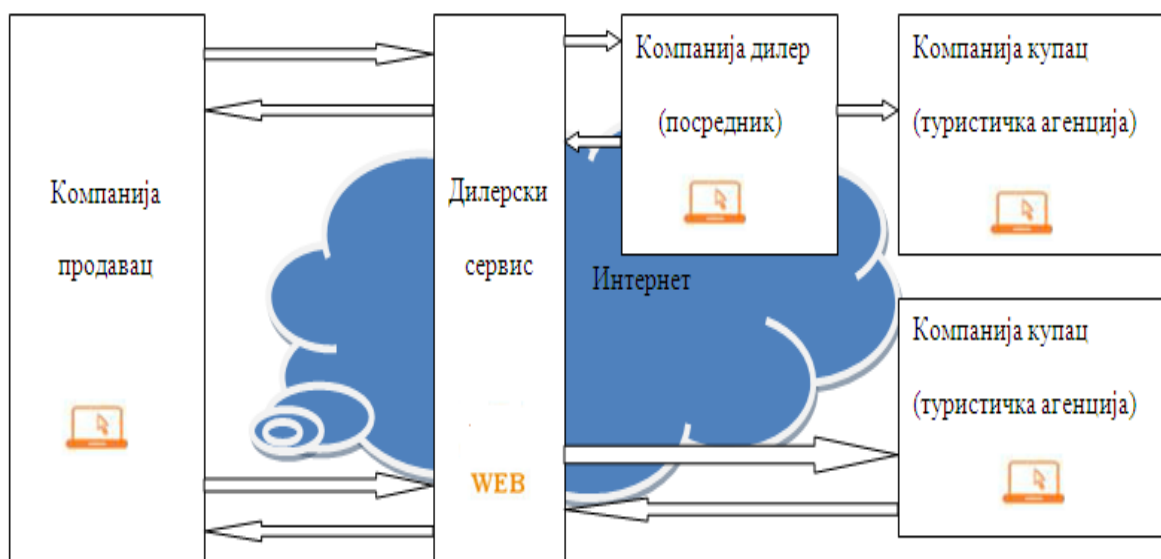 Компанија
продавац
Дилерски
сервис
WEB
Компанија дилер
(посредник)
Интернет
Компанија купац
(туристичка агенција)
Компанија купац
(туристичка агенција)